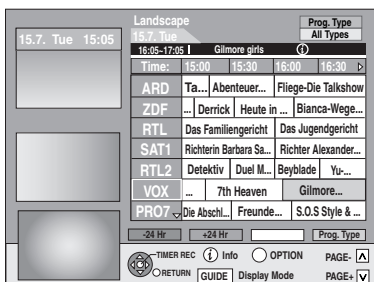 15.7. Tue 15:05
Landscape
Prog. Type
15.7. Tue
All Types
16:05~17:05 Gilmore girls i
Time: 15:00 15:30 16:00 16:30
ARD Ta... Abenteuer... Fliege-Die Talkshow
ZDF ... Derrick Heute in ... Bianca-Wege...
RTL Das Familiengericht Das Jugendgericht
SAT1 Richterin Barbara Sa... Richter Alexander...
RTL2 Detektiv Duel M... Beyblade Yu-...
VOX ... 7th Heaven Gilmore...
PRO7 Die Abschl... Freunde... S.O.S Style & ...
-24 Hr +24 Hr Prog. Type
TIMER REC i Info OPTION PAGE- ∧
RETURN GUIDE Display Mode PAGE+ ∨